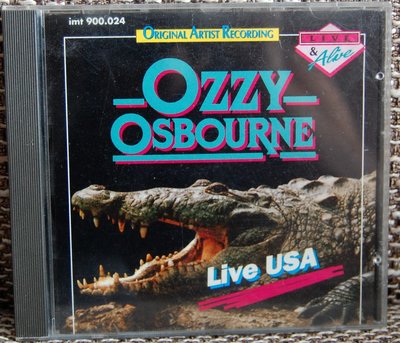 imt 900.024
ORIGINAL ARTIST RECORDING
LIVE
& Alive
OZZY
OSBOURNE
Live USA